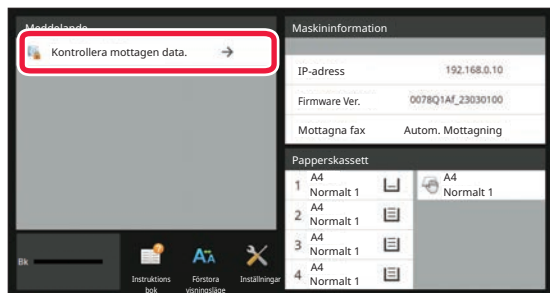 Meddelande
Kontrollera mottagen data.
Bk
Instruktions
bok
Förstora
visningsläge
Inställningar
Maskininformation
IP-adress 192.168.0.10
Firmware Ver. 0078Q1Af_23030100
Mottagna fax Autom. Mottagning
Papperskassett
1 A4
Normalt 1
A4
Normalt 1
2 A4
Normalt 1
3 A4
Normalt 1
4 A4
Normalt 1